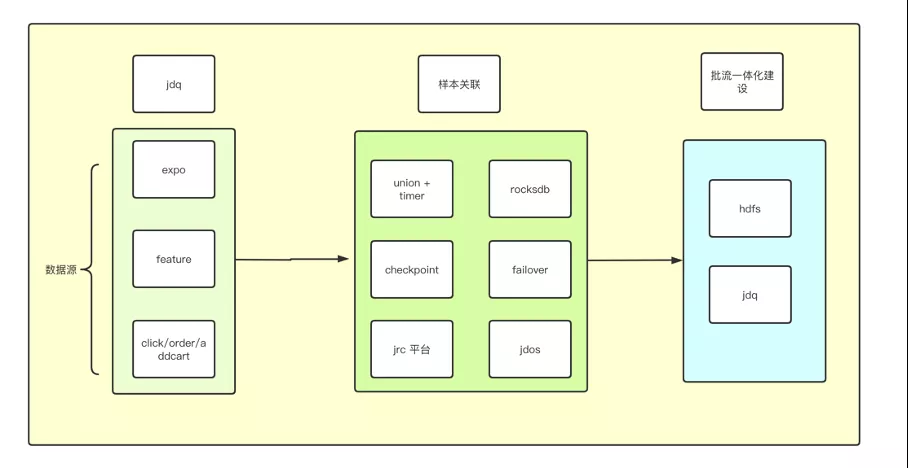 jdq
样本关联
批流一体化建
设
数据源
expo
feature
click/order/a
ddcart
union +
timer
rocksdb
checkpoint
failover
jrc 平台
jdos
hdfs
jdq